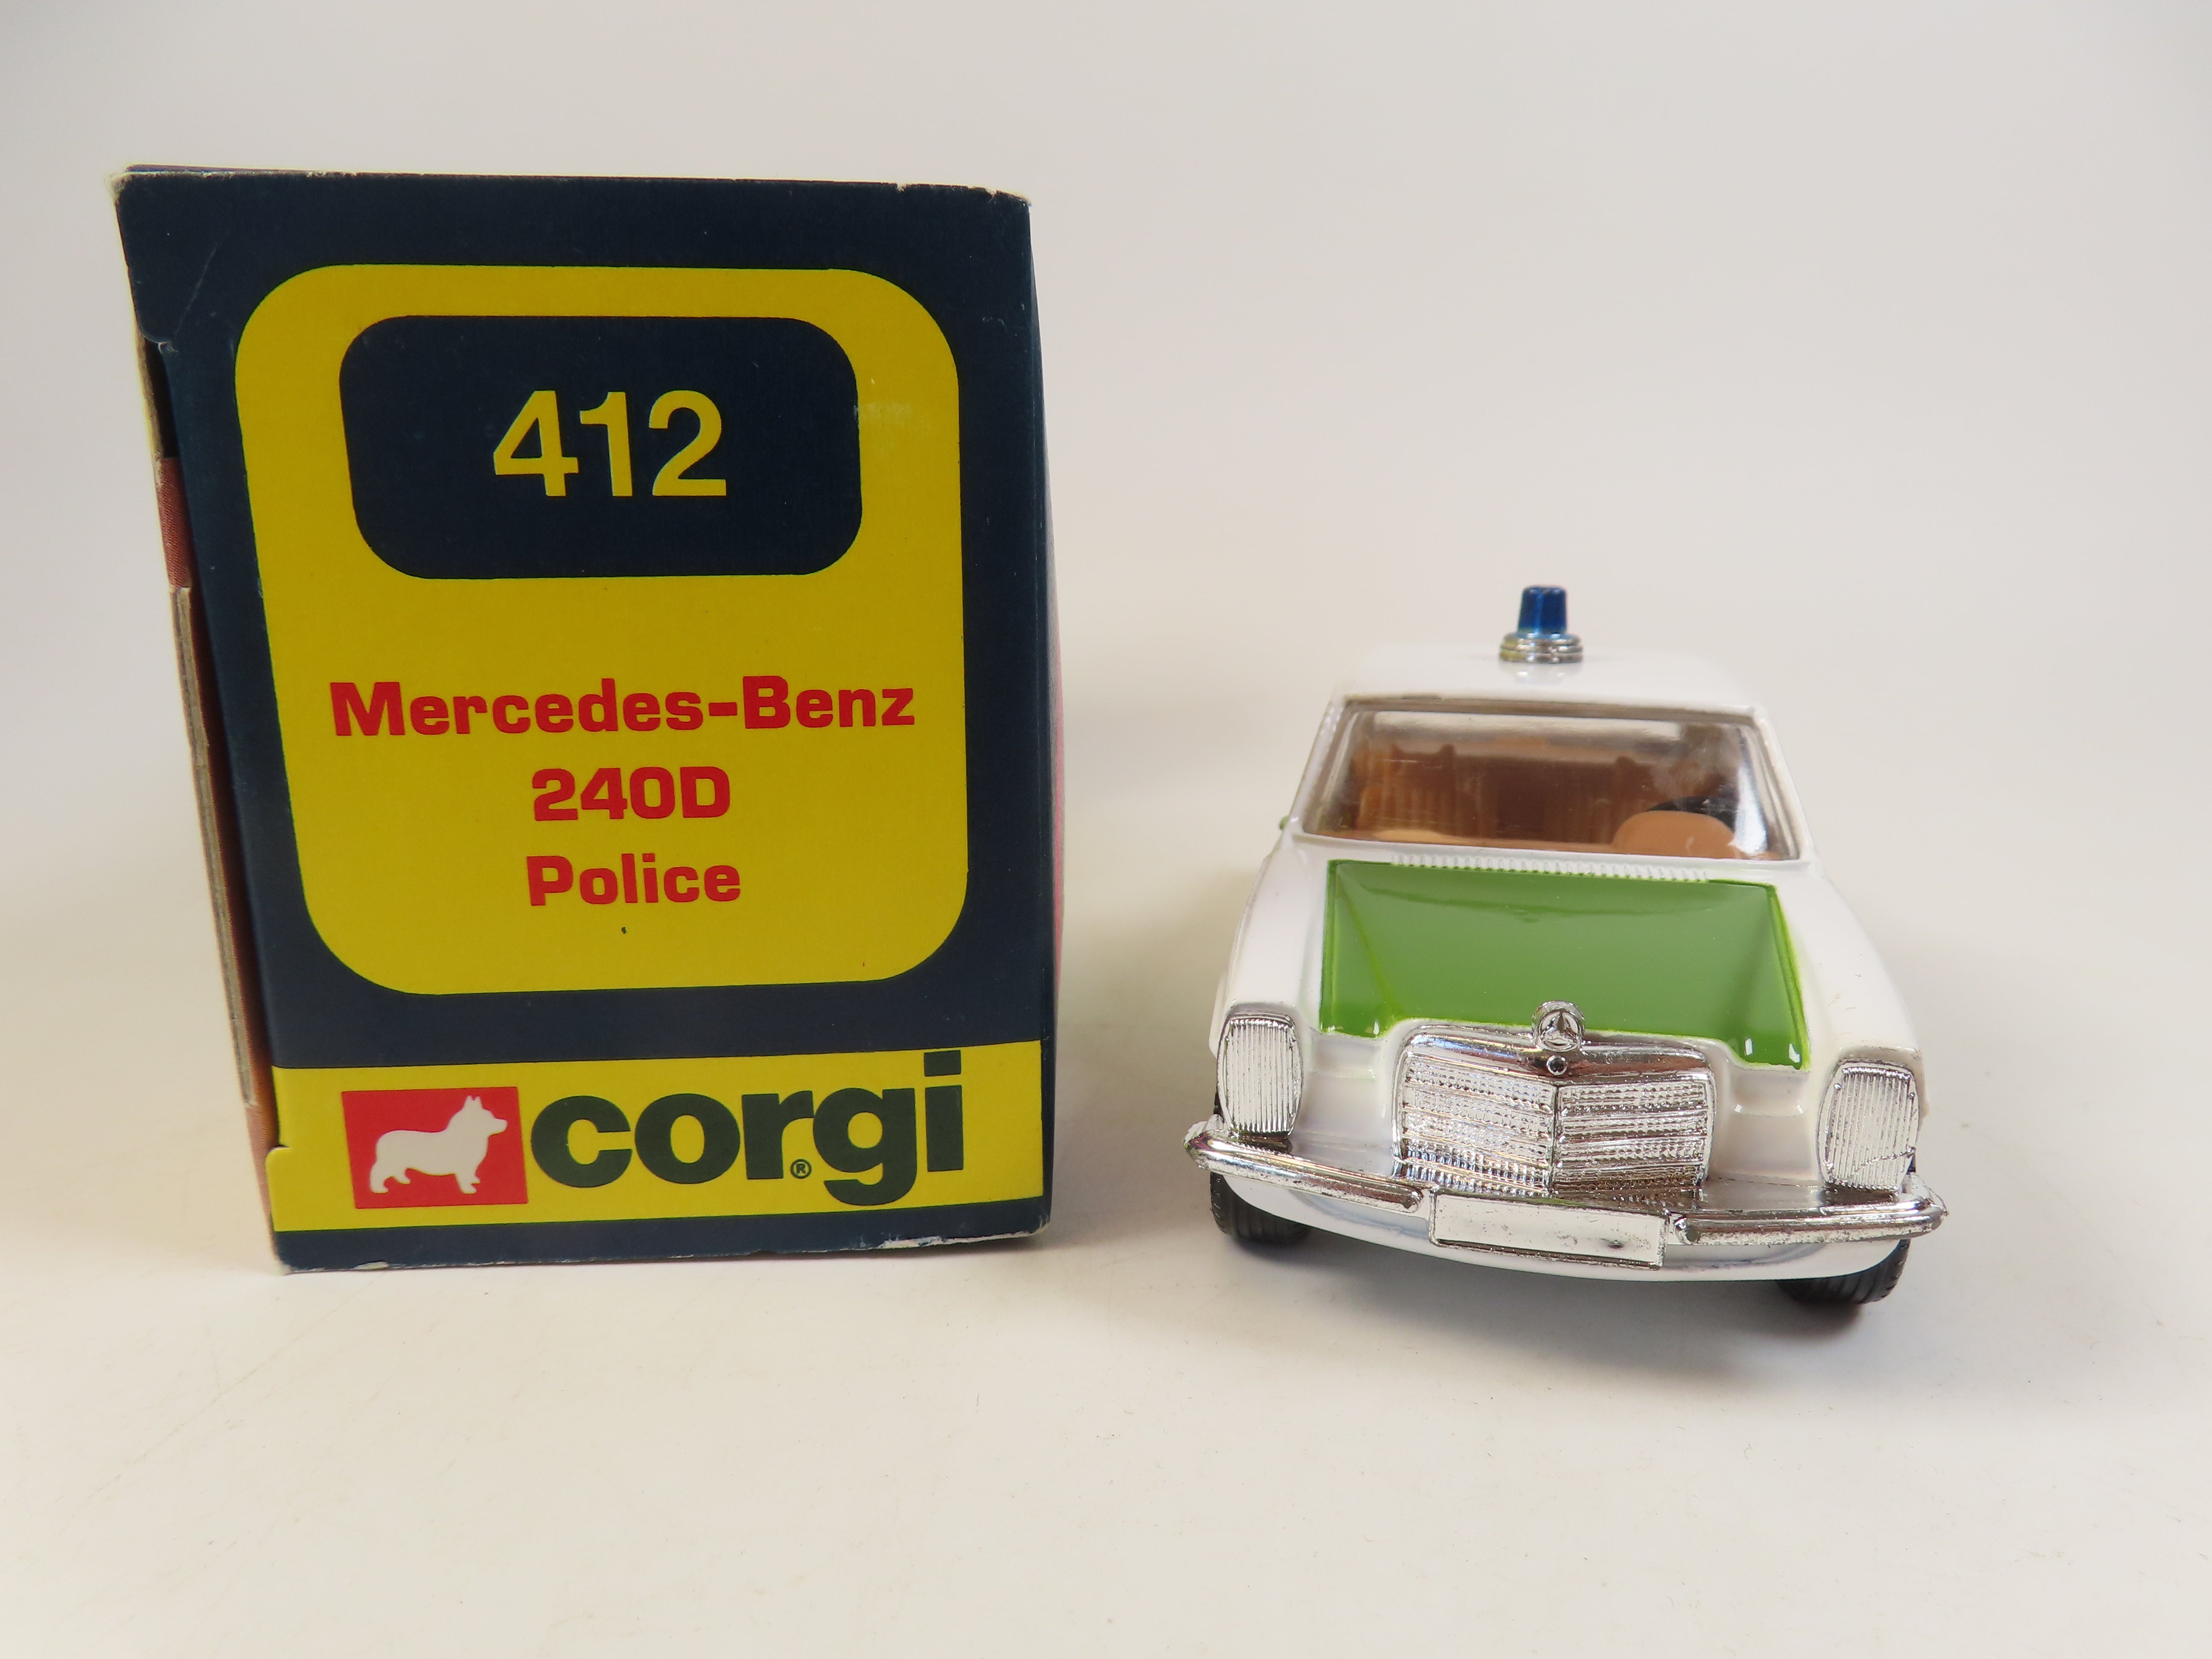 412
Mercedes-Benz
240D
Police
corgi®